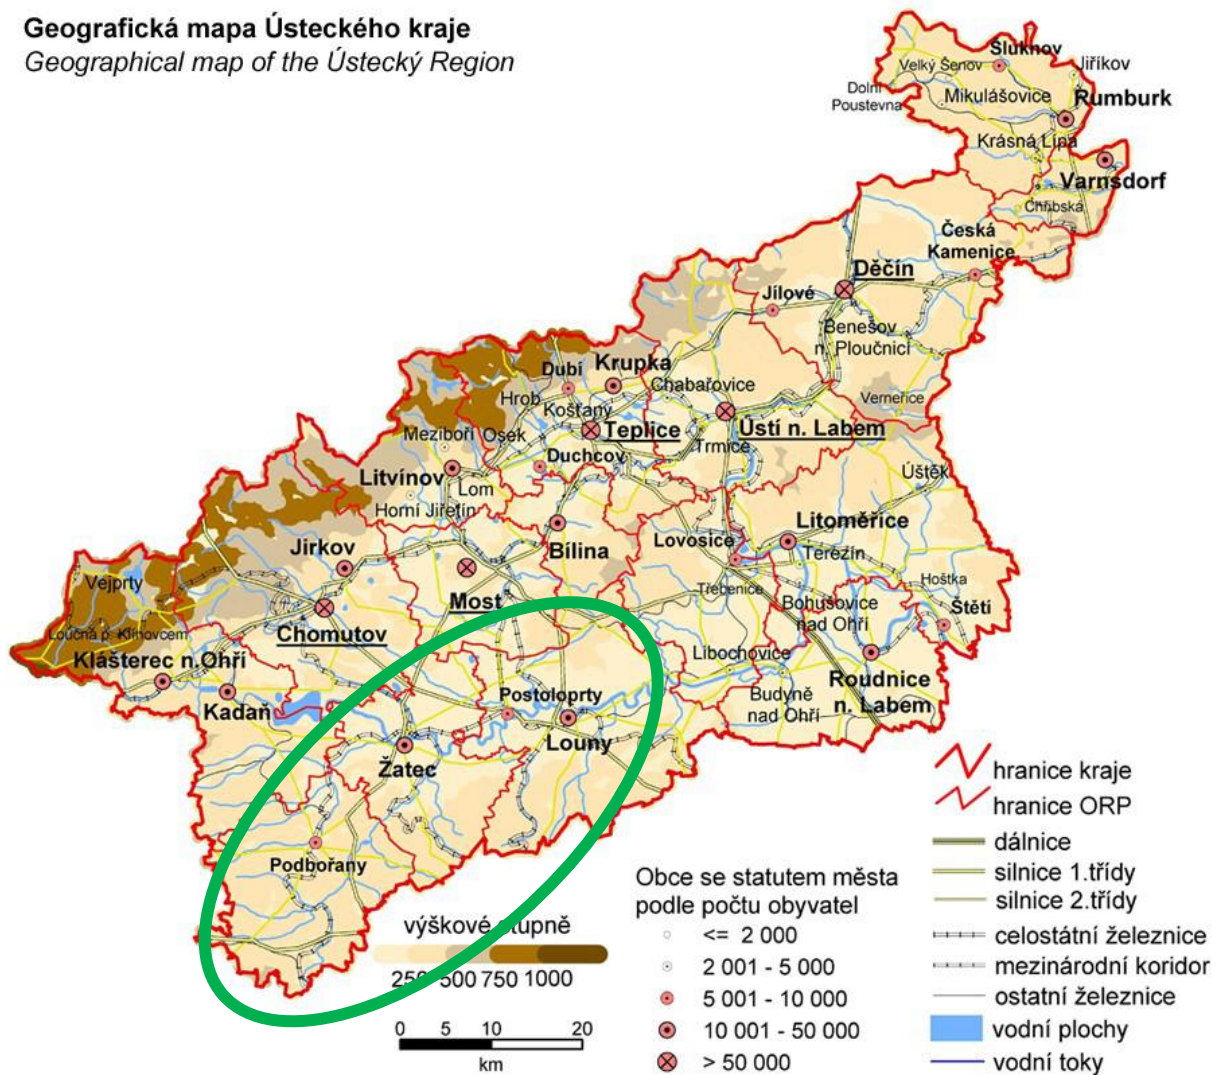 Geografická mapa Ústeckého kraje
Geographical map of the Ústecký Region
Šluknov
Velký Šenov
Jiříkov
Dolní
Poustevna
Mikulášovice
Rumburk
Krásná Lípa
Varnsdorf
Chřibská
Česká
Kamenice
Děčín
Jílové
Benešov
n. Ploučnicí
Verneřice
Dubí
Krupka
Chabařovice
Hrob
Košťany
Meziboří
Osek
Teplice
Ústí n. Labem
Trmice
Duchcov
Litvínov
Lom
Úštěk
Horní Jiřetín
Litoměřice
Jirkov
Bílina
Lovosice
Terezín
Vejprty
Třebenice
Hoštka
Most
Bohušovice
nad Ohří
Štětí
Loučná p. Klínovcem
Chomutov
Klášterec n.Ohří
Libochovice
Roudnice
n. Labem
Kadaň
Postoloprty
Budyně
nad Ohří
Louny
Žatec
Podbořany
hranice kraje
hranice ORP
dálnice
silnice 1.třídy
silnice 2.třídy
celostátní železnice
mezinárodní koridor
ostatní železnice
vodní plochy
vodní toky
Obce se statutem města
podle počtu obyvatel
<= 2 000
2 001 - 5 000
5 001 - 10 000
10 001 - 50 000
> 50 000
výškové stupně
250 500 750 1000
0 5 10 20
km